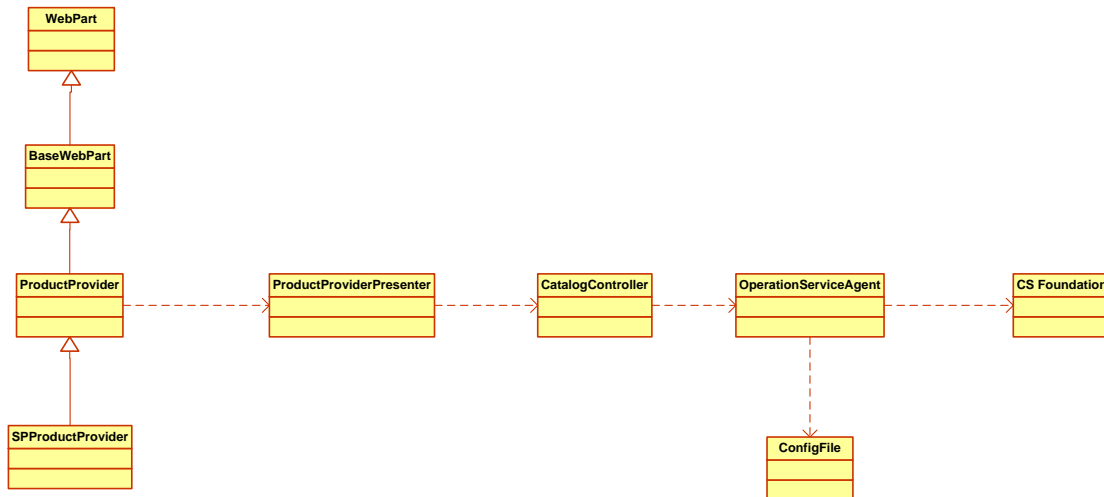 WebPart
BaseWebPart
ProductProvider
ProductProviderPresenter
CatalogController
OperationServiceAgent
CS Foundation
SPProductProvider
ConfigFile